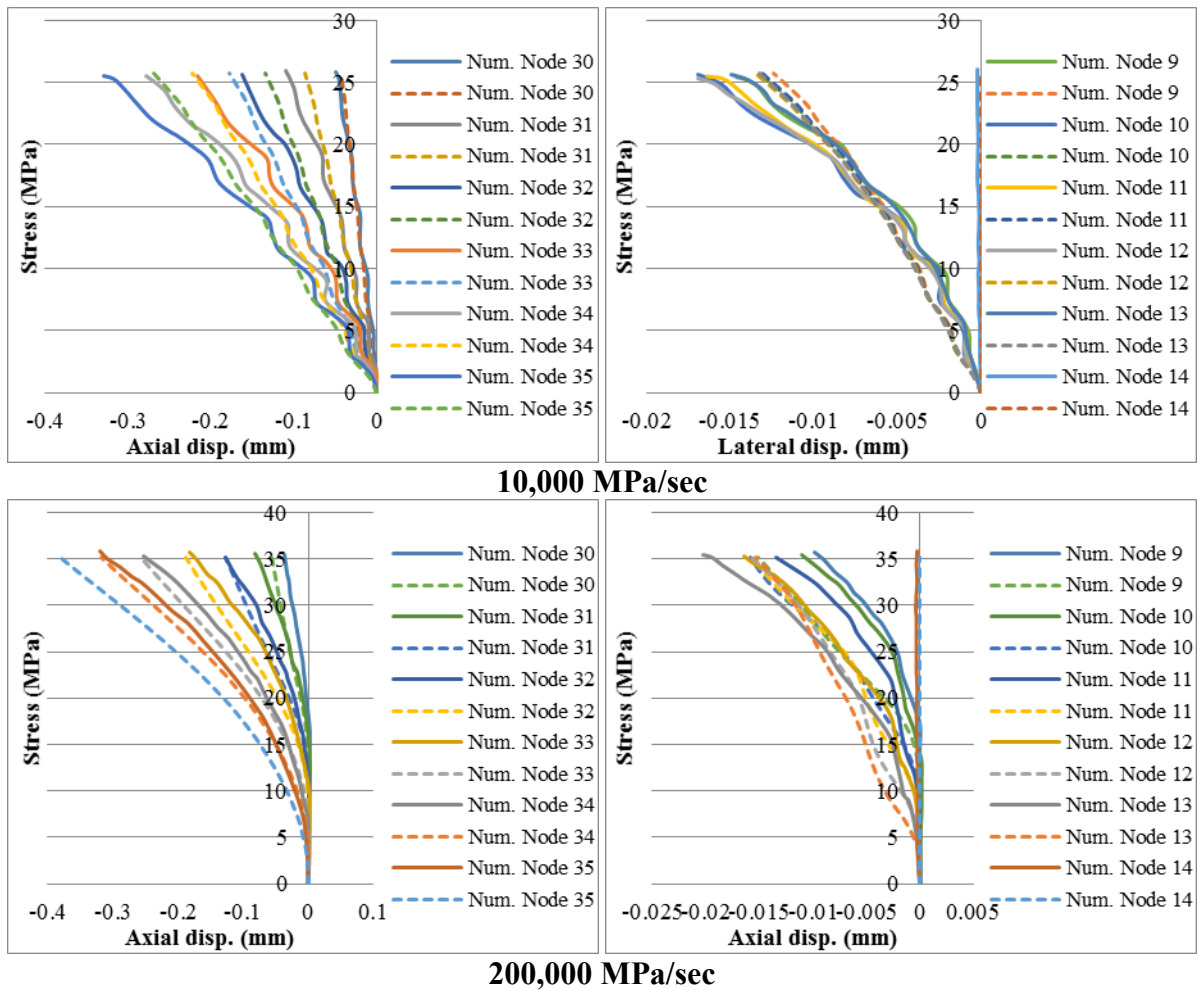 30
25
20
15
10
5
0
-0.4
-0.3
-0.2
-0.1
0
Stress (MPa)
Axial disp. (mm)
Num. Node 30
Num. Node 30
Num. Node 31
Num. Node 31
Num. Node 32
Num. Node 32
Num. Node 33
Num. Node 33
Num. Node 34
Num. Node 34
Num. Node 35
Num. Node 35
30
25
20
15
10
5
0
-0.02
-0.015
-0.01
-0.005
0
Stress (MPa)
Lateral disp. (mm)
Num. Node 9
Num. Node 9
Num. Node 10
Num. Node 10
Num. Node 11
Num. Node 11
Num. Node 12
Num. Node 12
Num. Node 13
Num. Node 13
Num. Node 14
Num. Node 14
10,000 MPa/sec
40
35
30
25
20
15
10
5
0
-0.4
-0.3
-0.2
-0.1
0
0.1
Stress (MPa)
Axial disp. (mm)
Num. Node 30
Num. Node 30
Num. Node 31
Num. Node 31
Num. Node 32
Num. Node 32
Num. Node 33
Num. Node 33
Num. Node 34
Num. Node 34
Num. Node 35
Num. Node 35
40
35
30
25
20
15
10
5
0
-0.025
-0.02
-0.015
-0.01
-0.005
0
0.005
Stress (MPa)
Axial disp. (mm)
Num. Node 9
Num. Node 9
Num. Node 10
Num. Node 10
Num. Node 11
Num. Node 11
Num. Node 12
Num. Node 12
Num. Node 13
Num. Node 13
Num. Node 14
Num. Node 14
200,000 MPa/sec